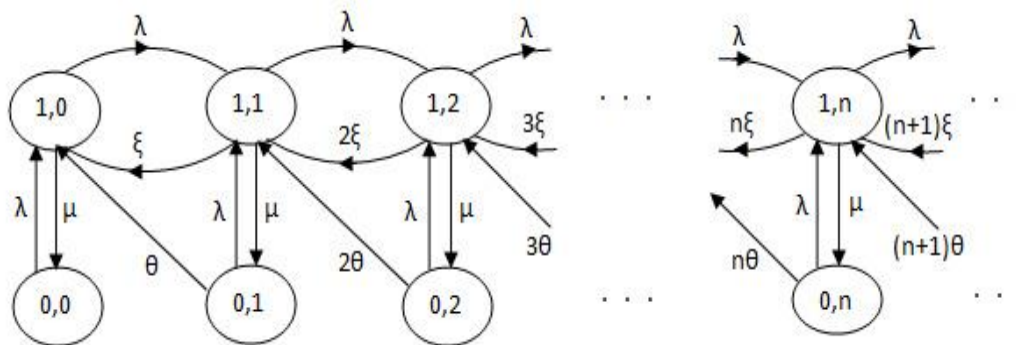 λ λ λ λ λ
1,0 1,1 1,2 . . . 1,n . .
ξ 2ξ 3ξ nξ (n+1)ξ
λ μ λ μ λ μ λ μ
θ 2θ 3θ nθ (n+1)θ
0,0 0,1 0,2 . . . 0,n . .